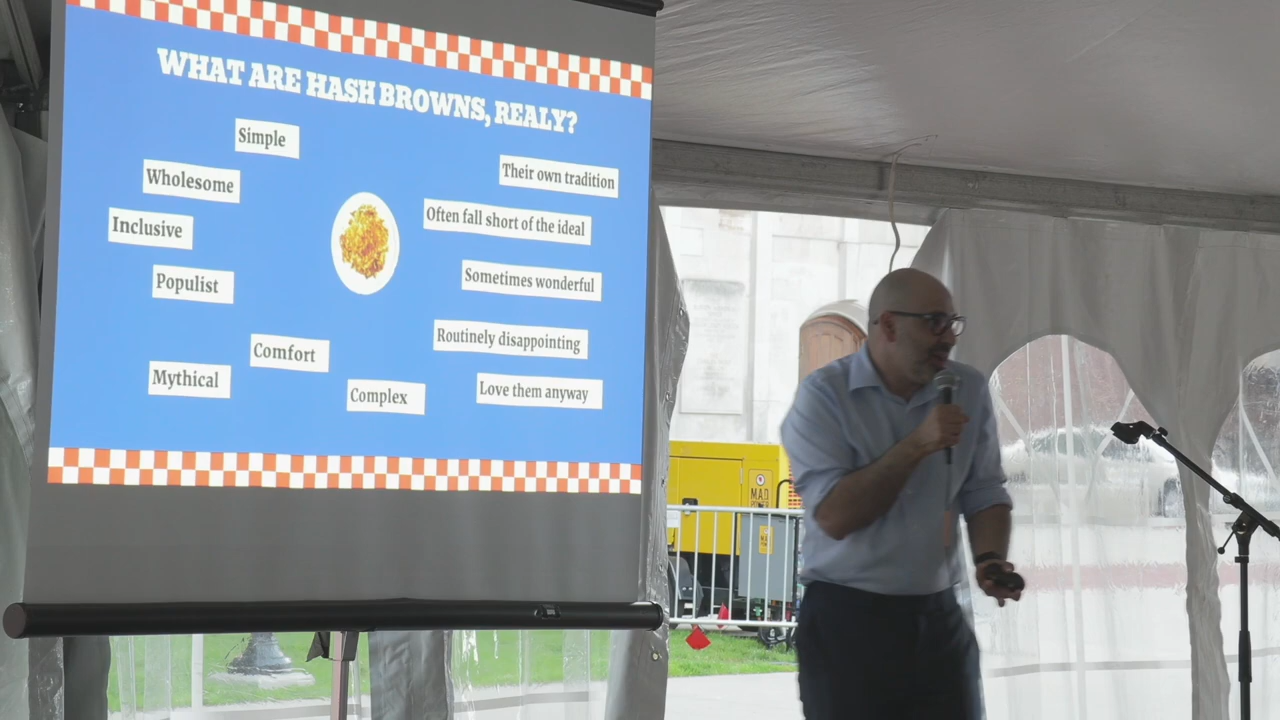 WHAT ARE HASH BROWNS, REALY?
Simple
Wholesome
Inclusive
Populist
Comfort
Mythical
Complex
Their own tradition
Often fall short of the ideal
Sometimes wonderful
Routinely disappointing
Love them anyway
MAD